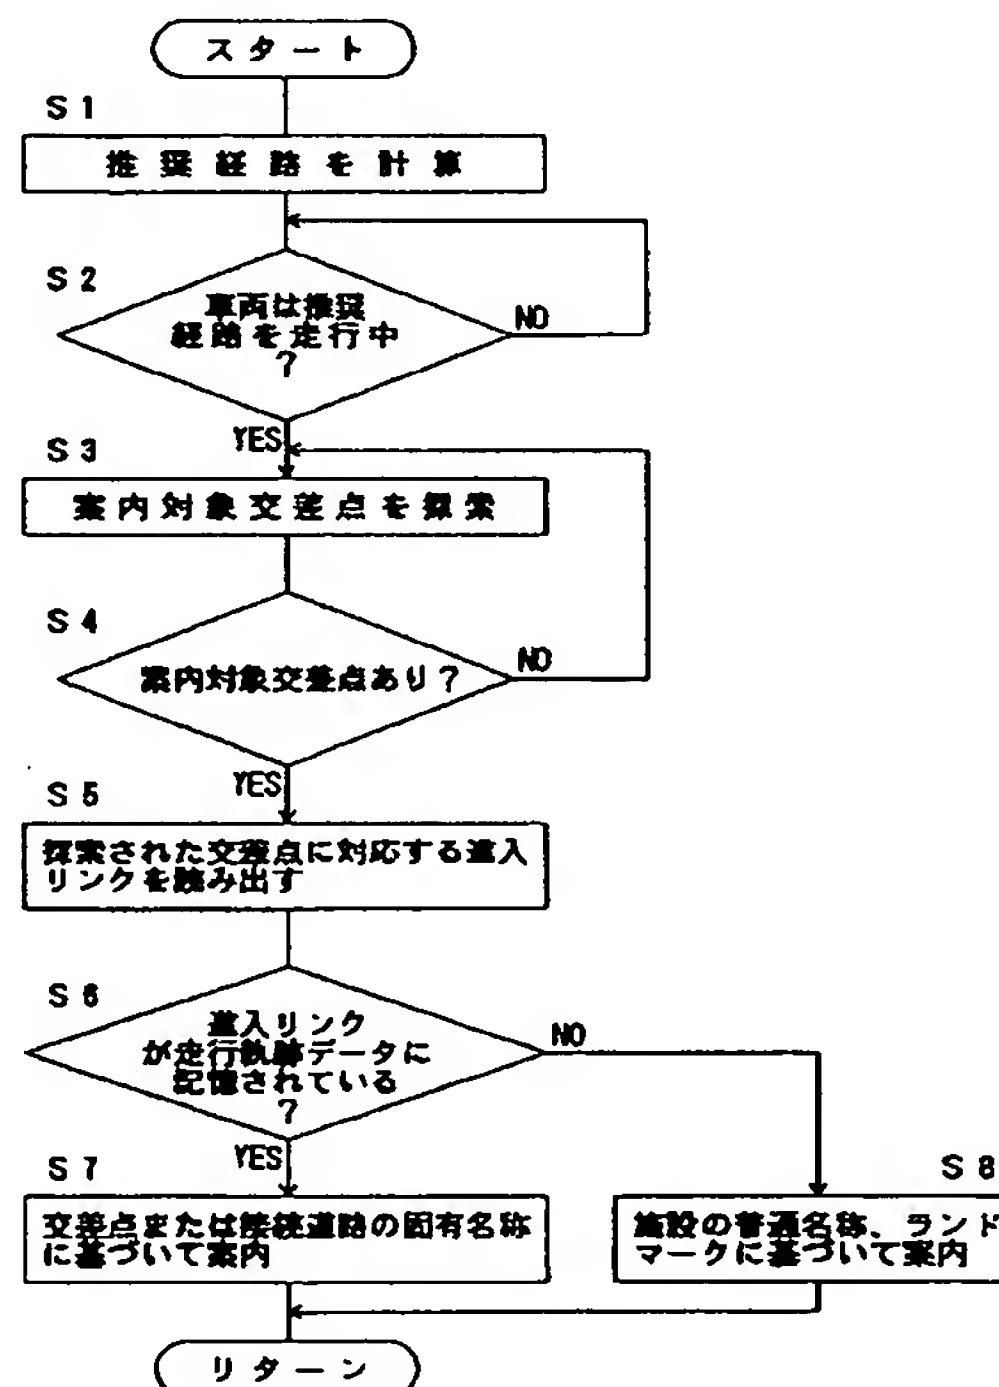 スタート
S1
推奨経路を計算
S2
車両は推奨
経路を走行中
?
NO
YES
S3
案内対象交差点を探索
S4
案内対象交差点あり?
NO
YES
S5
探索された交差点に対応する進入
リンクを読み出す
S6
進入リンク
が走行軌跡データに
記憶されている
?
NO
YES
S7
S8
交差点または接続道路の固有名称
に基づいて案内
施設の普通名称、ランド
マークに基づいて案内
リターン